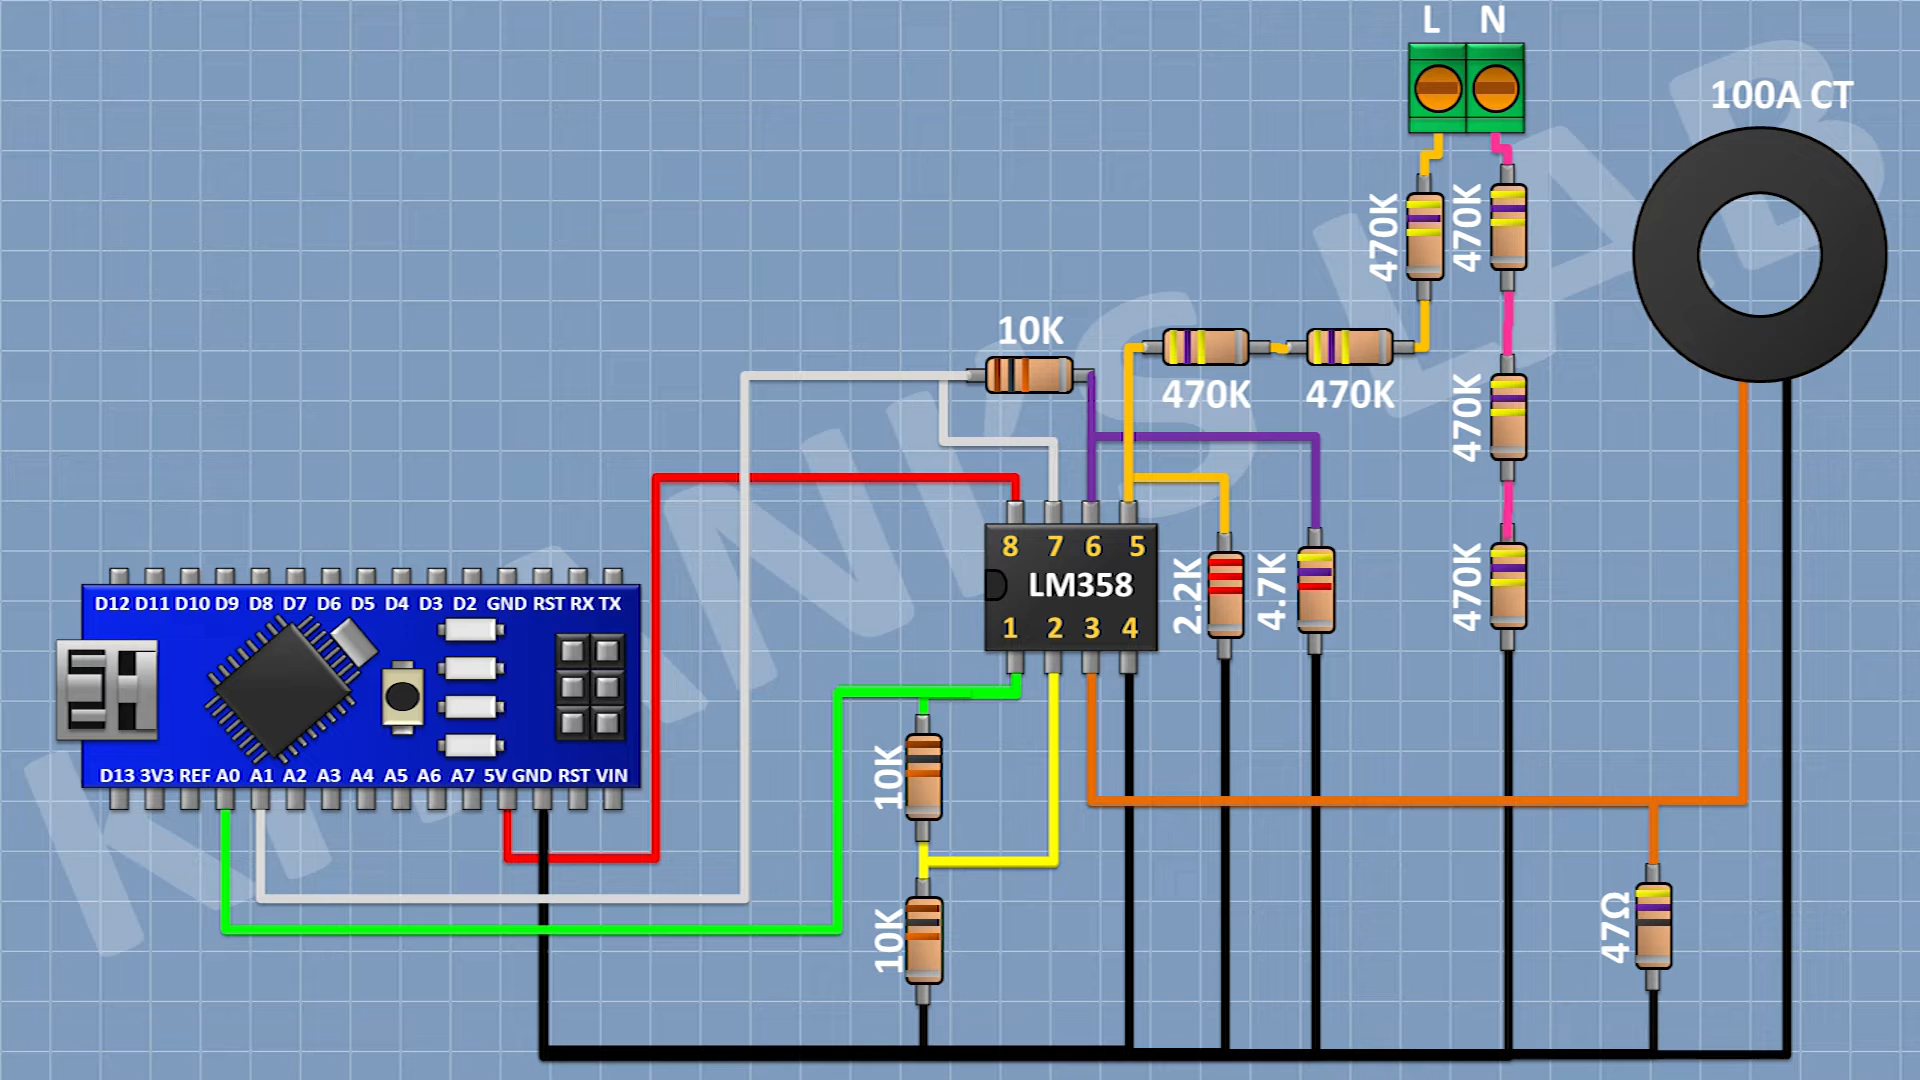 L N
100A CT
470K
470K
10K
470K
470K
470K
8 7 6 5
LM358
1 2 3 4
2.2K
4.7K
470K
D12 D11 D10 D9 D8 D7 D6 D5 D4 D3 D2 GND RST RX TX
D13 3V3 REF A0 A1 A2 A3 A4 A5 A6 A7 5V GND RST VIN
10K
10K
47Ω